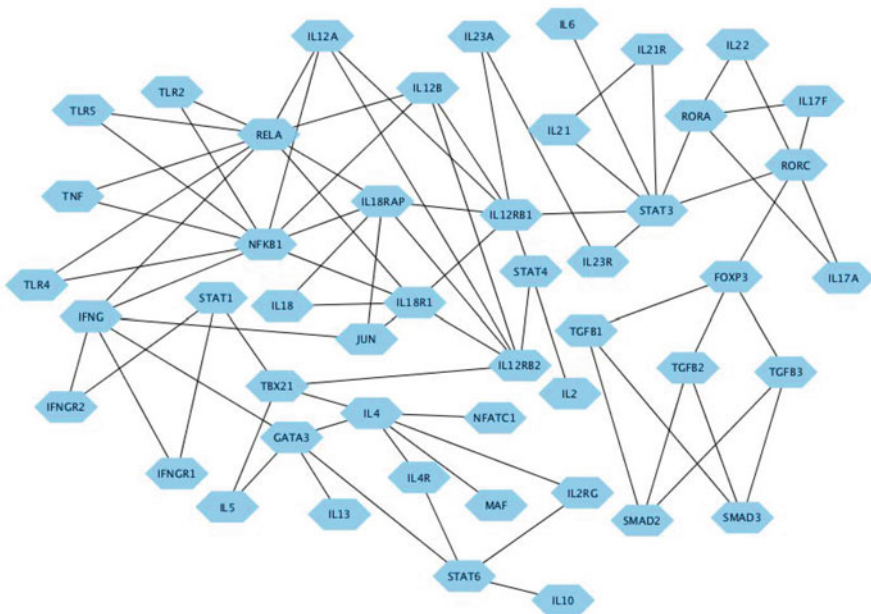 IL12A
IL23A
IL6
IL21R
IL22
TLR2
IL12B
TLR5
RELA
IL21
RORA
IL17F
TNF
IL18RAP
IL12RB1
STAT3
RORC
NFKB1
STAT4
IL23R
FOXP3
IL17A
TLR4
STAT1
IL18
IL18R1
IFNG
JUN
TGFB1
IL12RB2
TGFB2
TGFB3
IFNGR2
TBX21
IL4
NFATC1
IL2
GATA3
IFNGR1
IL5
IL13
IL4R
MAF
IL2RG
SMAD2
SMAD3
STAT6
IL10